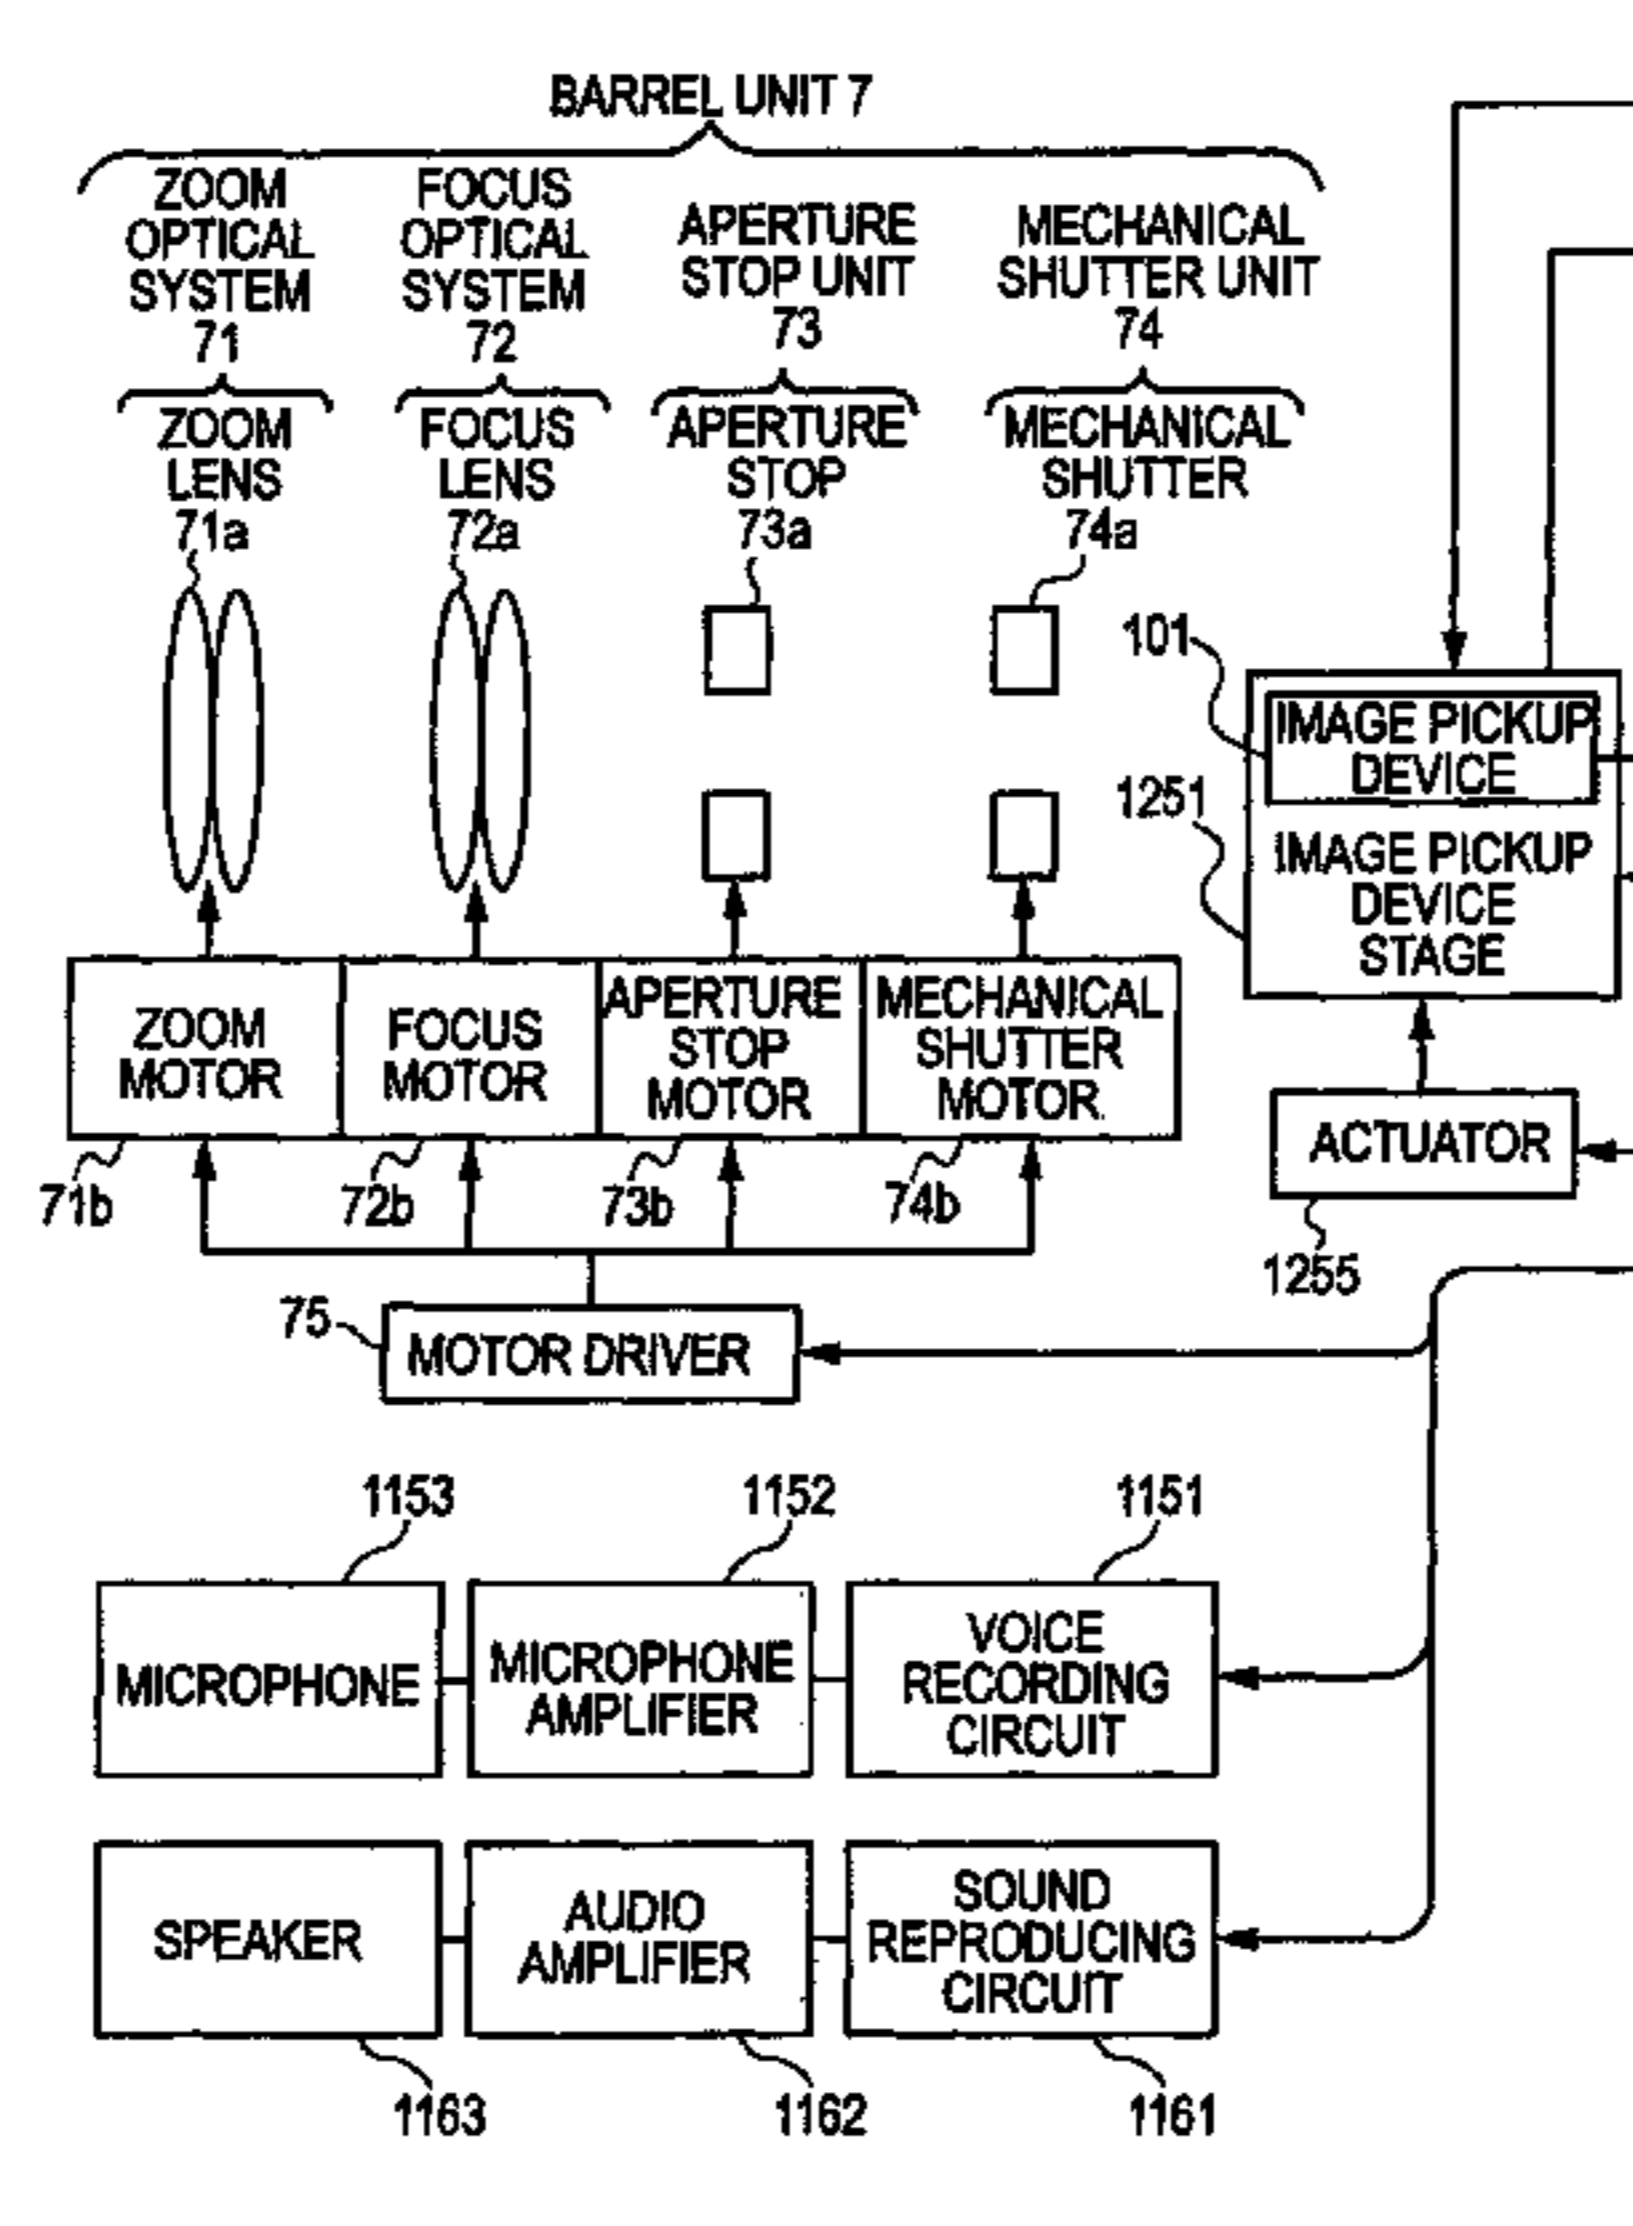 BARREL UNIT 7
ZOOM
OPTICAL
SYSTEM
71
FOCUS
OPTICAL
SYSTEM
72
APERTURE
STOP UNIT
73
MECHANICAL
SHUTTER UNIT
74
ZOOM
LENS
71a
FOCUS
LENS
72a
APERTURE
STOP
73a
MECHANICAL
SHUTTER
74a
101
IMAGE PICKUP
DEVICE
1251
IMAGE PICKUP
DEVICE
STAGE
ZOOM
MOTOR
FOCUS
MOTOR
APERTURE
STOP
MOTOR
MECHANICAL
SHUTTER
MOTOR
71b
72b
73b
74b
ACTUATOR
1255
75
MOTOR DRIVER
1153
1152
1151
MICROPHONE
MICROPHONE
AMPLIFIER
VOICE
RECORDING
CIRCUIT
SPEAKER
AUDIO
AMPLIFIER
SOUND
REPRODUCING
CIRCUIT
1163
1162
1161